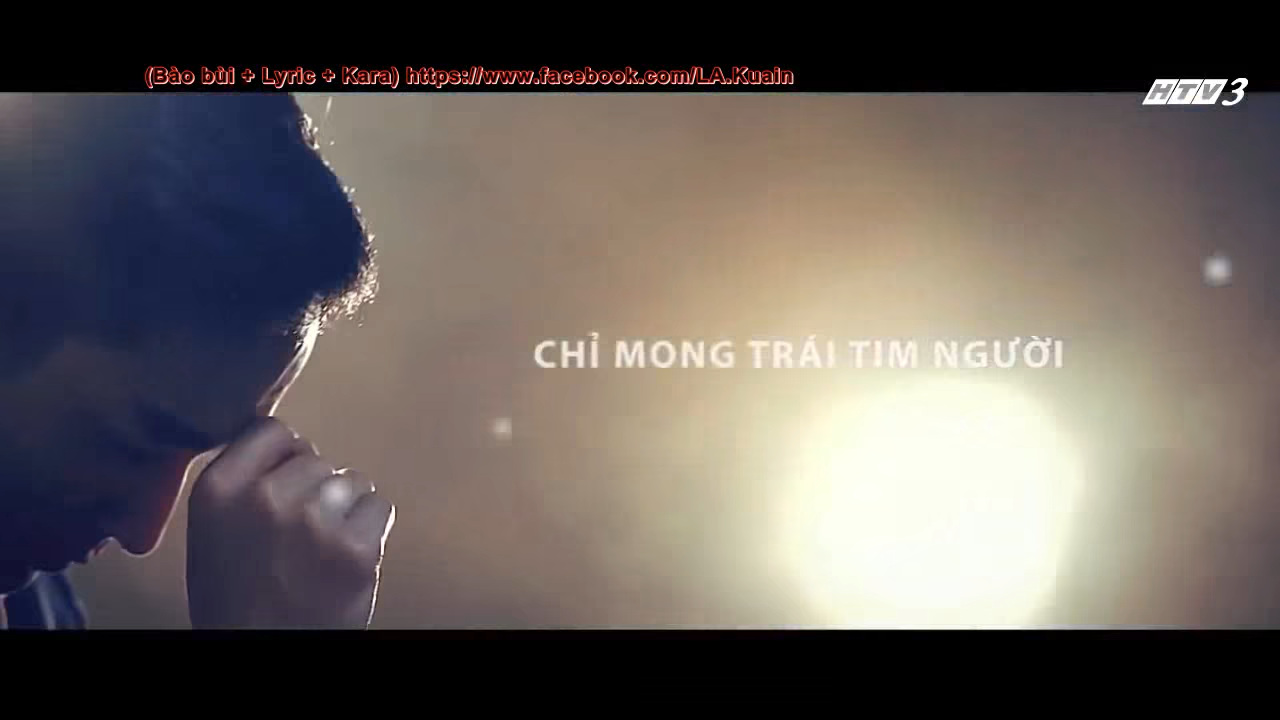 (Bào bùi + Lyric + Kara) https://www.facebook.com/LA.Kuain
HTV3
CHỈ MONG TRÁI TIM NGƯỜI